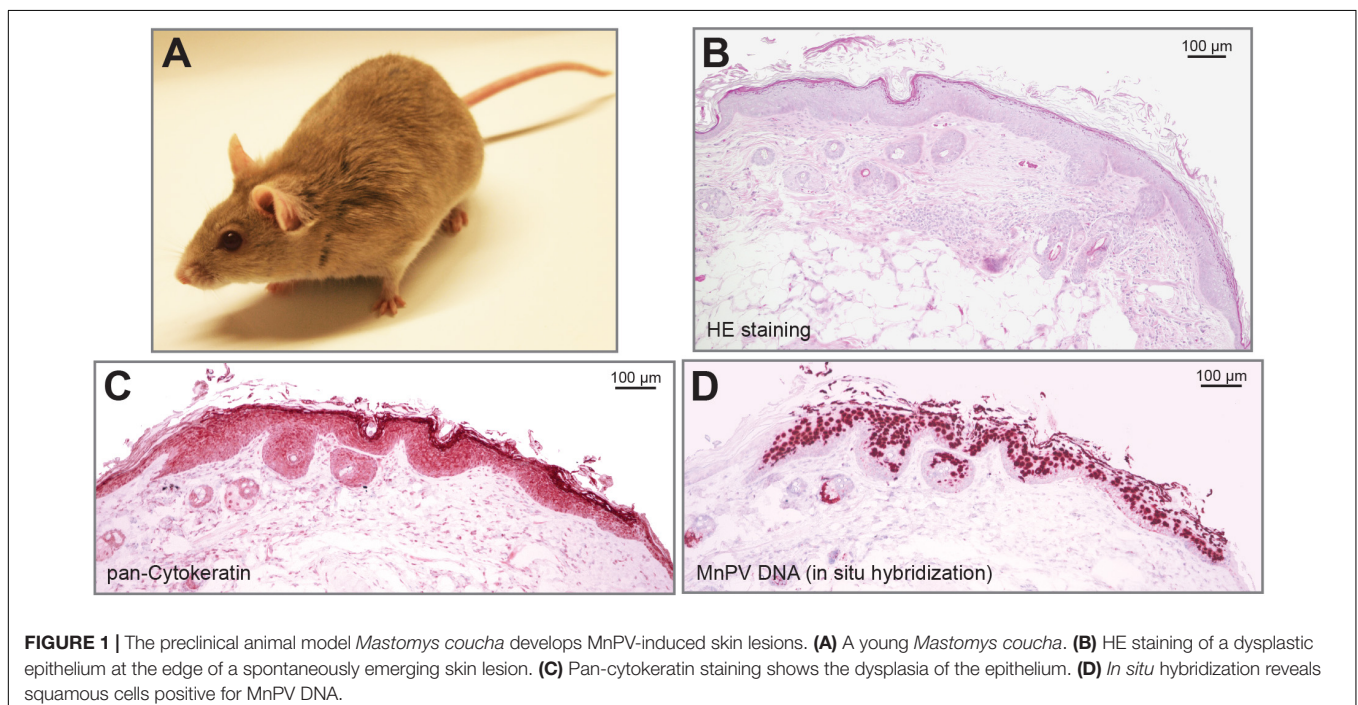 A
B
100 µm
HE staining
C
100 µm
pan-Cytokeratin
D
100 µm
MnPV DNA (in situ hybridization)
FIGURE 1 | The preclinical animal model Mastomys coucha develops MnPV-induced skin lesions. (A) A young Mastomys coucha. (B) HE staining of a dysplastic
epithelium at the edge of a spontaneously emerging skin lesion. (C) Pan-cytokeratin staining shows the dysplasia of the epithelium. (D) In situ hybridization reveals
squamous cells positive for MnPV DNA.